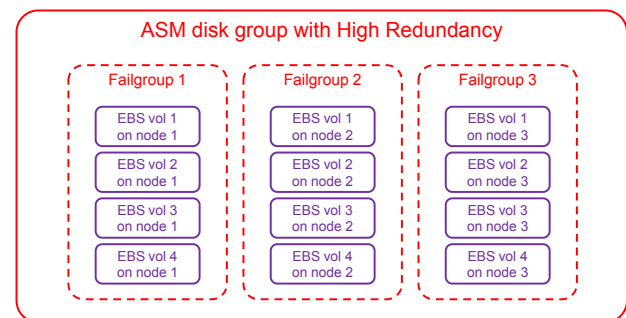 ASM disk group with High Redundancy
Failgroup 1
EBS vol 1
on node 1
EBS vol 2
on node 1
EBS vol 3
on node 1
EBS vol 4
on node 1
Failgroup 2
EBS vol 1
on node 2
EBS vol 2
on node 2
EBS vol 3
on node 2
EBS vol 4
on node 2
Failgroup 3
EBS vol 1
on node 3
EBS vol 2
on node 3
EBS vol 3
on node 3
EBS vol 4
on node 3